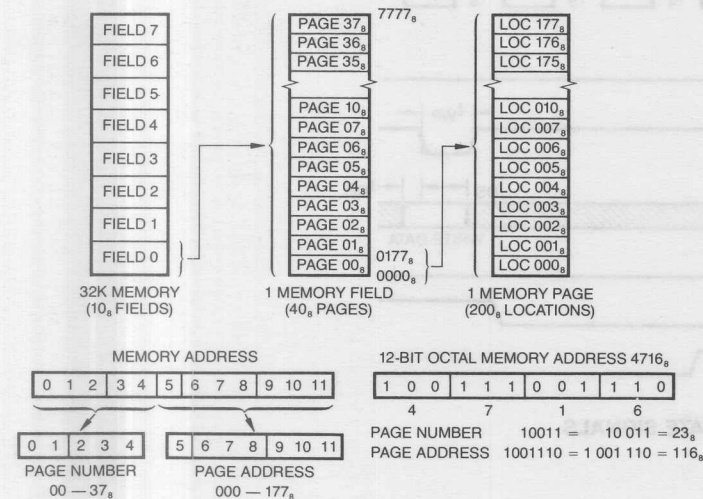 FIELD 7
FIELD 6
FIELD 5
FIELD 4
FIELD 3
FIELD 2
FIELD 1
FIELD 0
32K MEMORY
(10₈ FIELDS)
PAGE 37₈ 7777₈
PAGE 36₈
PAGE 35₈
PAGE 10₈
PAGE 07₈
PAGE 06₈
PAGE 05₈
PAGE 04₈
PAGE 03₈
PAGE 02₈
PAGE 01₈ 0177₈
PAGE 00₈ 0000₈
1 MEMORY FIELD
(40₈ PAGES)
LOC 177₈
LOC 176₈
LOC 175₈
LOC 010₈
LOC 007₈
LOC 006₈
LOC 005₈
LOC 004₈
LOC 003₈
LOC 002₈
LOC 001₈
LOC 000₈
1 MEMORY PAGE
(200₈ LOCATIONS)
MEMORY ADDRESS
0 1 2 3 4 5 6 7 8 9 10 11
0 1 2 3 4 5 6 7 8 9 10 11
PAGE NUMBER
00 — 37₈
PAGE ADDRESS
000 — 177₈
12-BIT OCTAL MEMORY ADDRESS 4716₈
1 0 0 1 1 1 0 0 1 1 1 0
4 7 1 6
PAGE NUMBER 10011 = 10 011 = 23₈
PAGE ADDRESS 1001110 = 1 001 110 = 116₈